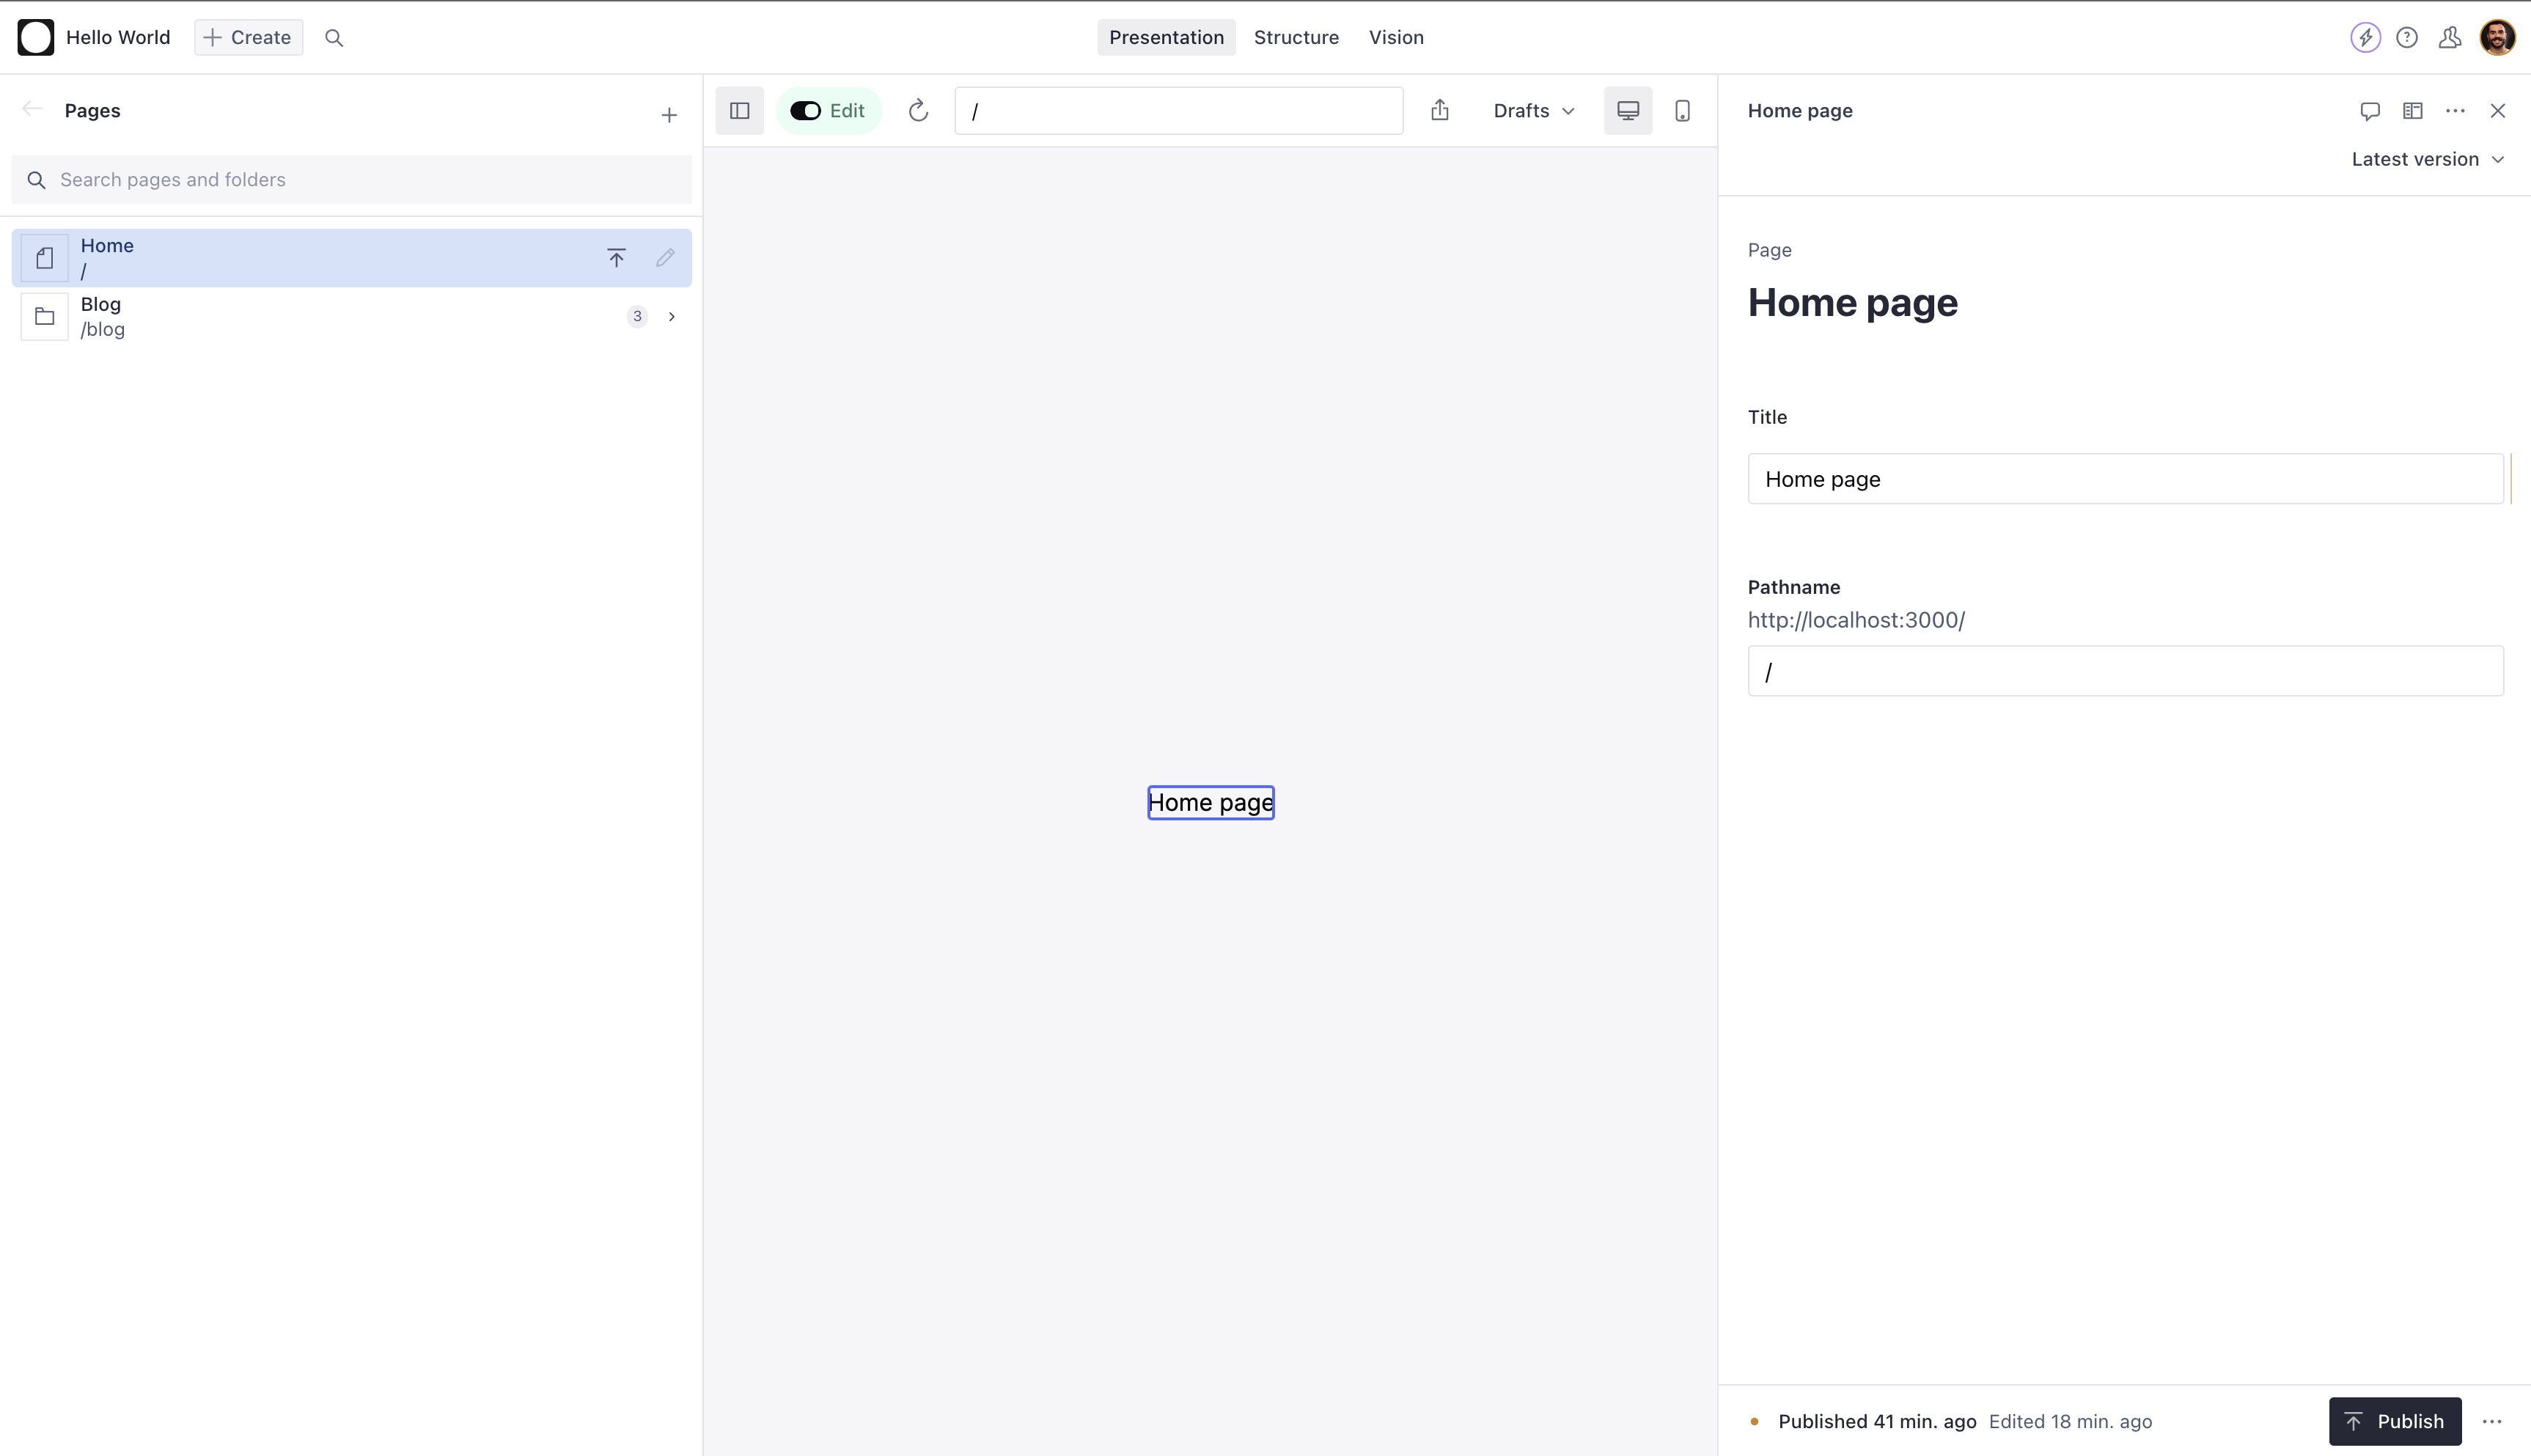 Hello World
Create
Presentation
Structure
Vision
Pages
Search pages and folders
Home
/
Blog
/blog
3
Edit
/
Drafts
Home page
Home page
Latest version
Page
Home page
Title
Home page
Pathname
http://localhost:3000/
/
Published 41 min. ago Edited 18 min. ago
Publish